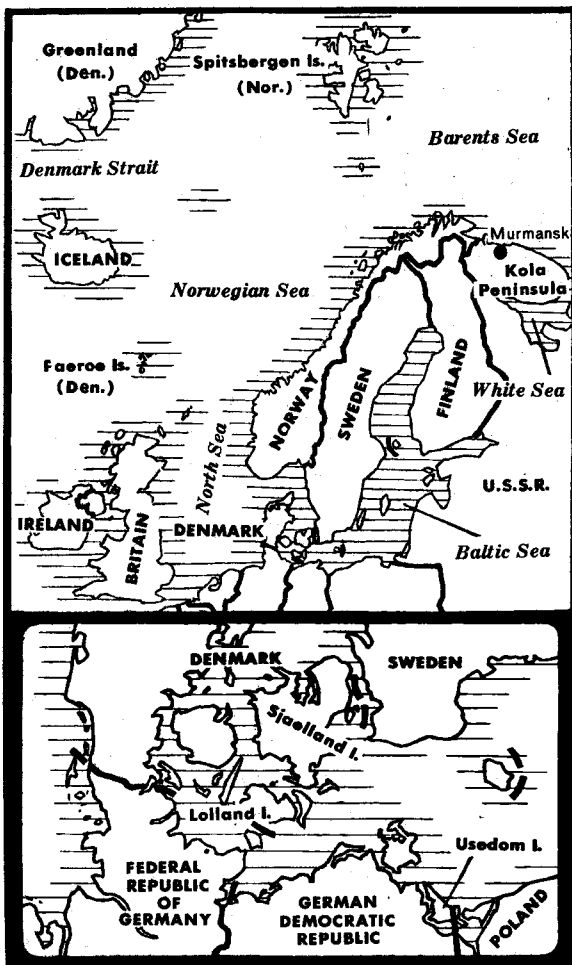 Greenland
(Den.)
Spitsbergen Is.
(Nor.)
Barents Sea
Denmark Strait
Murmansk
ICELAND
Kola
Peninsula
Norwegian Sea
Faeroe Is.
(Den.)
NORWAY
SWEDEN
FINLAND
White Sea
North Sea
U.S.S.R.
IRELAND
BRITAIN
DENMARK
Baltic Sea
DENMARK
SWEDEN
Sjaelland I.
Lolland I.
Usedom I.
FEDERAL
REPUBLIC
OF
GERMANY
GERMAN
DEMOCRATIC
REPUBLIC
POLAND